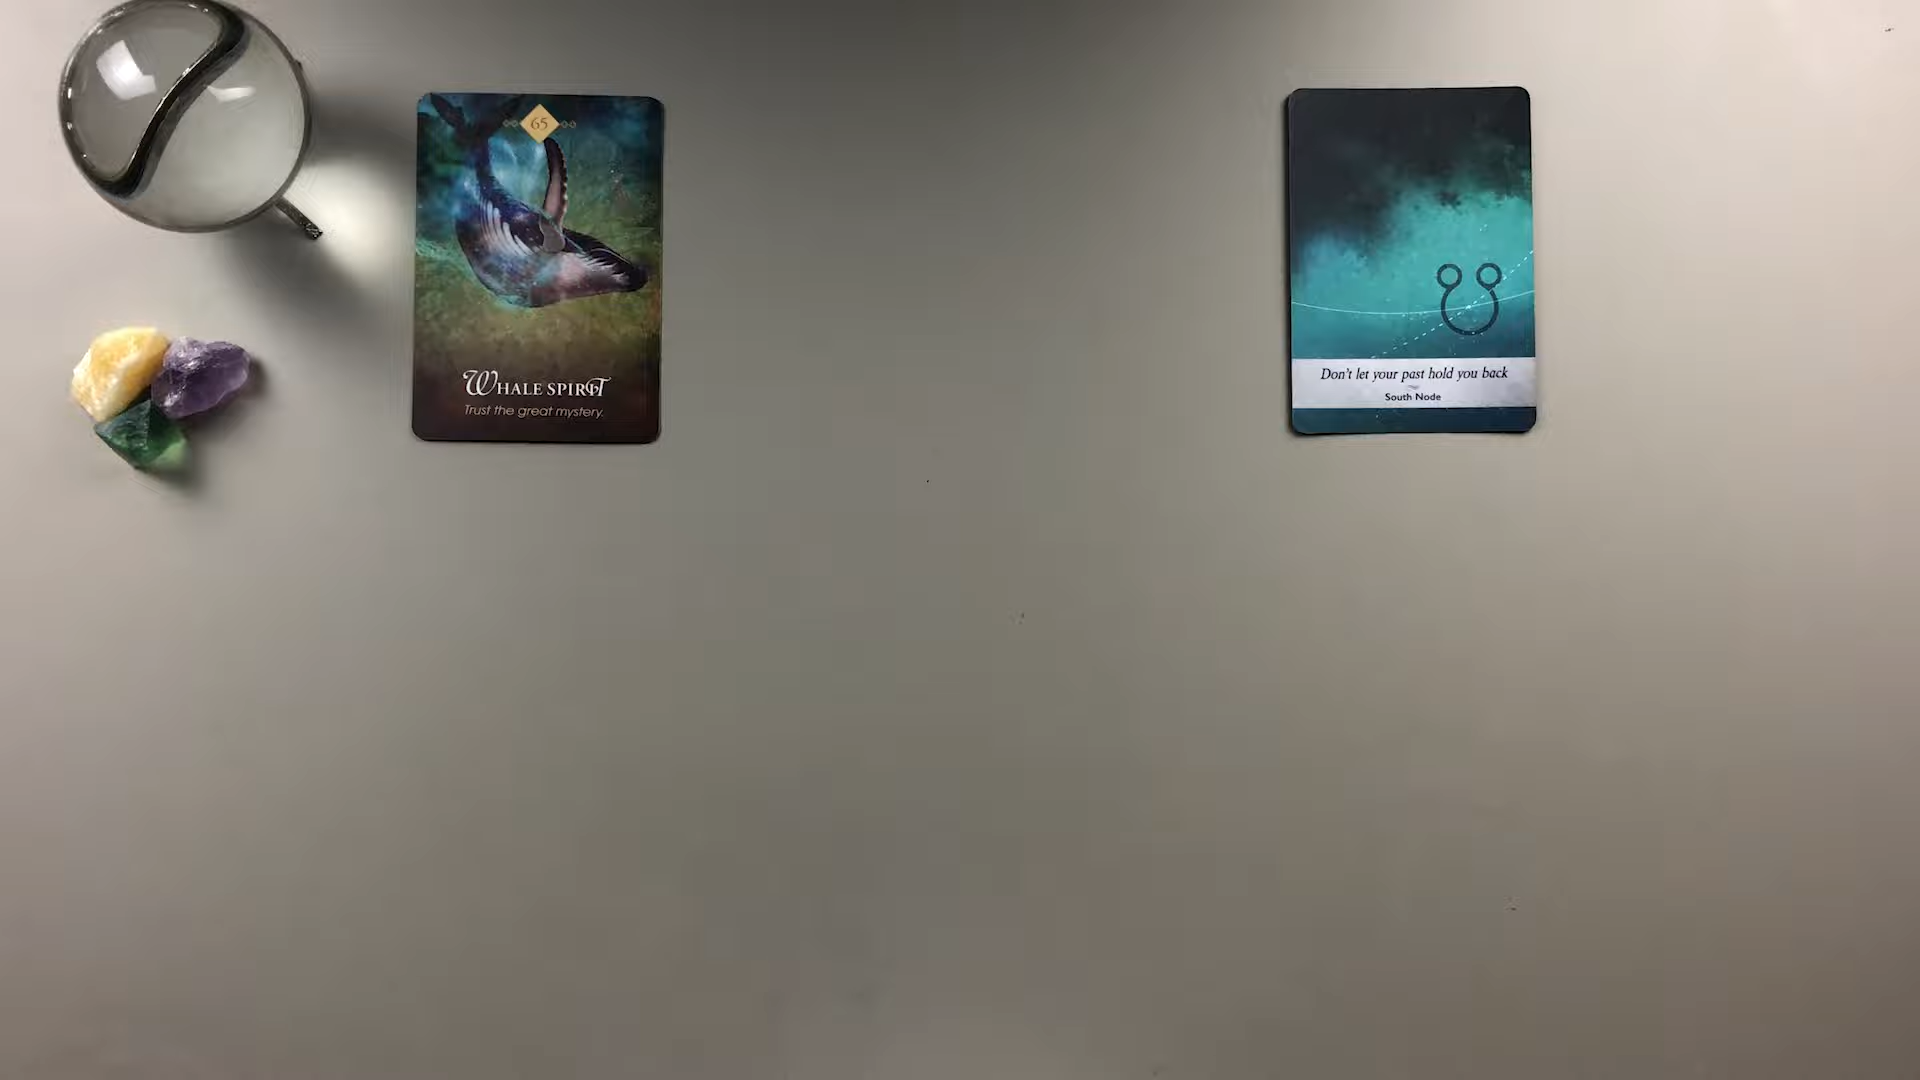 65
WHALE SPIRIT
Trust the great mystery.
Don't let your past hold you back
South Node